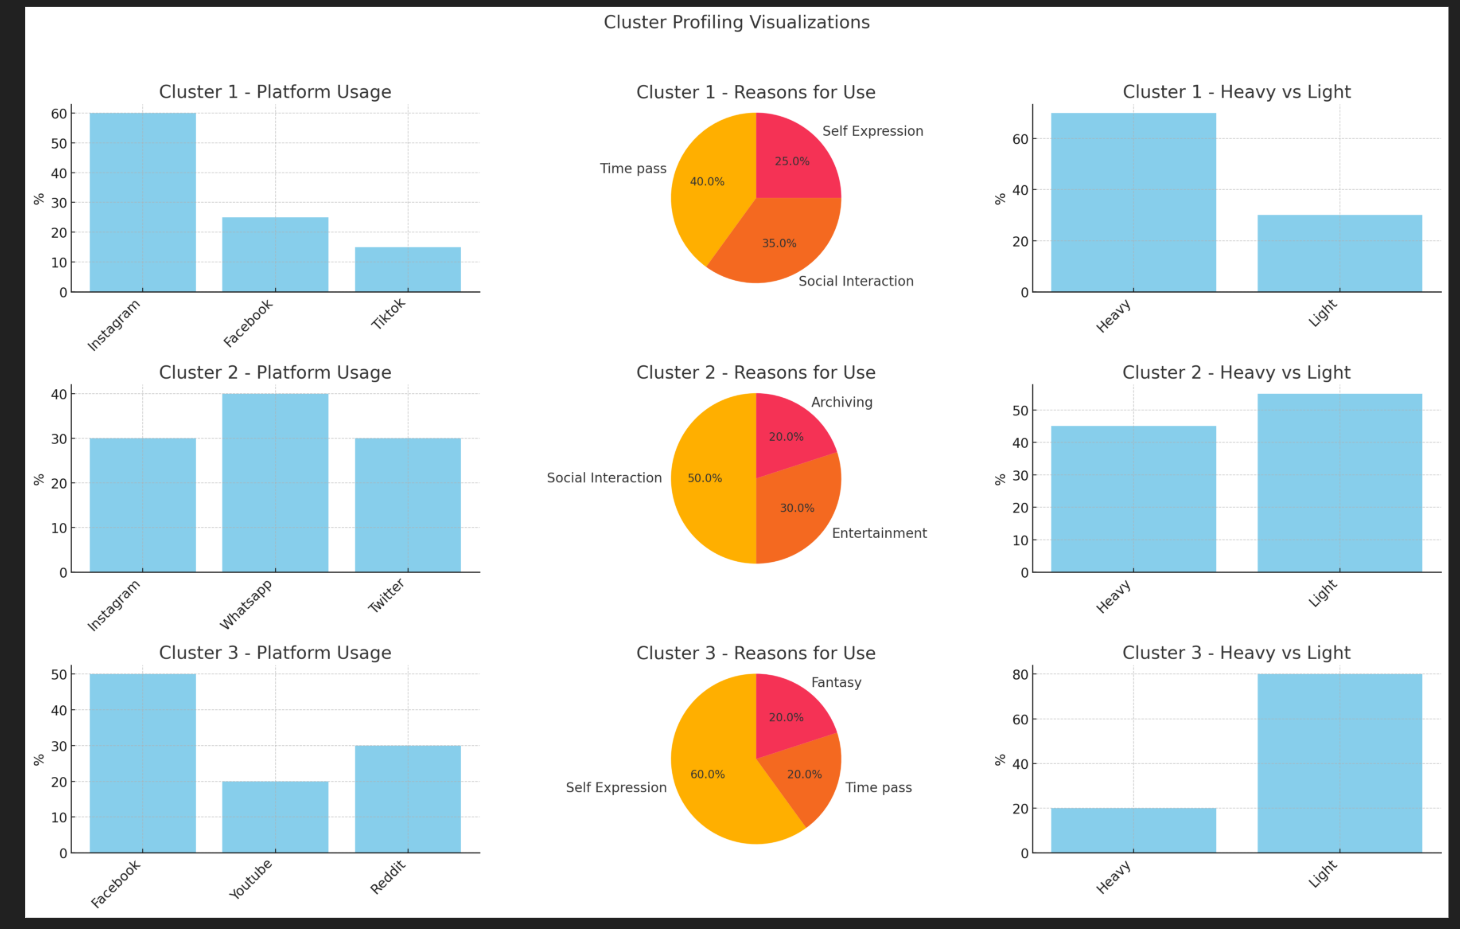 Cluster Profiling Visualizations
Cluster 1 - Platform Usage
%
60
50
40
30
20
10
0
Instagram
Facebook
Tiktok
Cluster 1 - Reasons for Use
Self Expression
25.0%
Time pass
40.0%
35.0%
Social Interaction
Cluster 1 - Heavy vs Light
%
60
40
20
0
Heavy
Light
Cluster 2 - Platform Usage
%
40
30
20
10
0
Instagram
Whatsapp
Twitter
Cluster 2 - Reasons for Use
Archiving
20.0%
Social Interaction
50.0%
30.0%
Entertainment
Cluster 2 - Heavy vs Light
%
50
40
30
20
10
0
Heavy
Light
Cluster 3 - Platform Usage
%
50
40
30
20
10
0
Facebook
Youtube
Reddit
Cluster 3 - Reasons for Use
Fantasy
20.0%
60.0%
20.0%
Self Expression
Time pass
Cluster 3 - Heavy vs Light
%
80
60
40
20
0
Heavy
Light